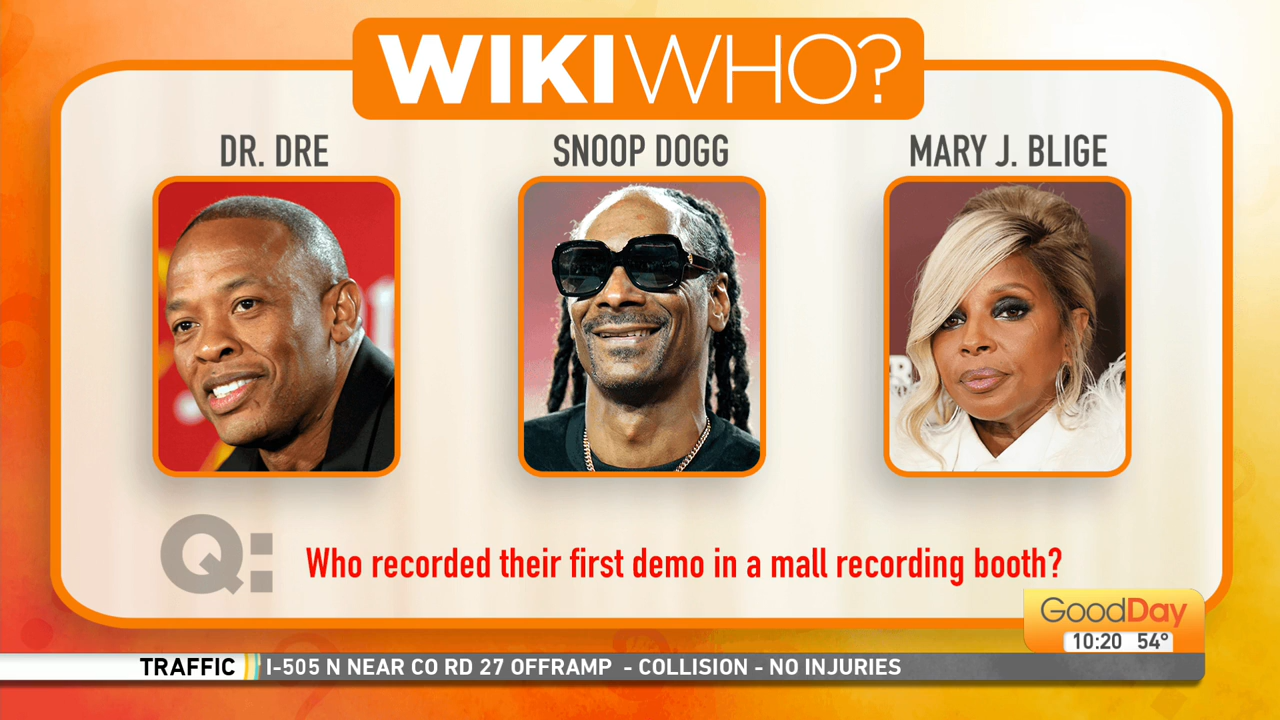 WIKIWHO?
DR. DRE
SNOOP DOGG
MARY J. BLIGE
Q:
Who recorded their first demo in a mall recording booth?
GoodDay
10:20 54°
TRAFFIC
I-505 N NEAR CO RD 27 OFFRAMP - COLLISION - NO INJURIES